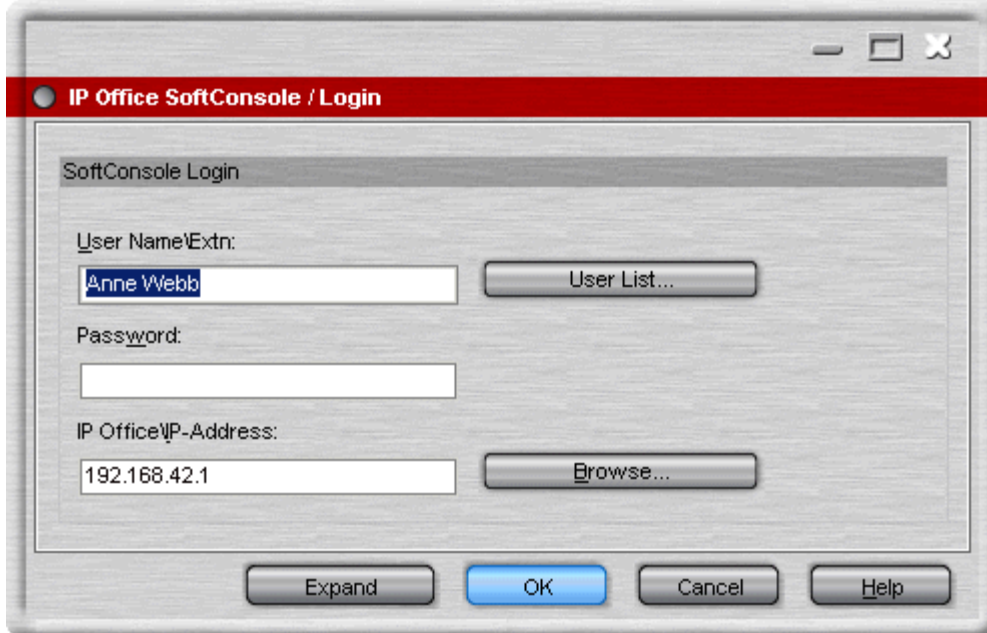 IP Office SoftConsole / Login
SoftConsole Login
User Name\Extn:
Anne Webb
User List...
Password:
IP Office\IP-Address:
192.168.42.1
Browse...
Expand
OK
Cancel
Help